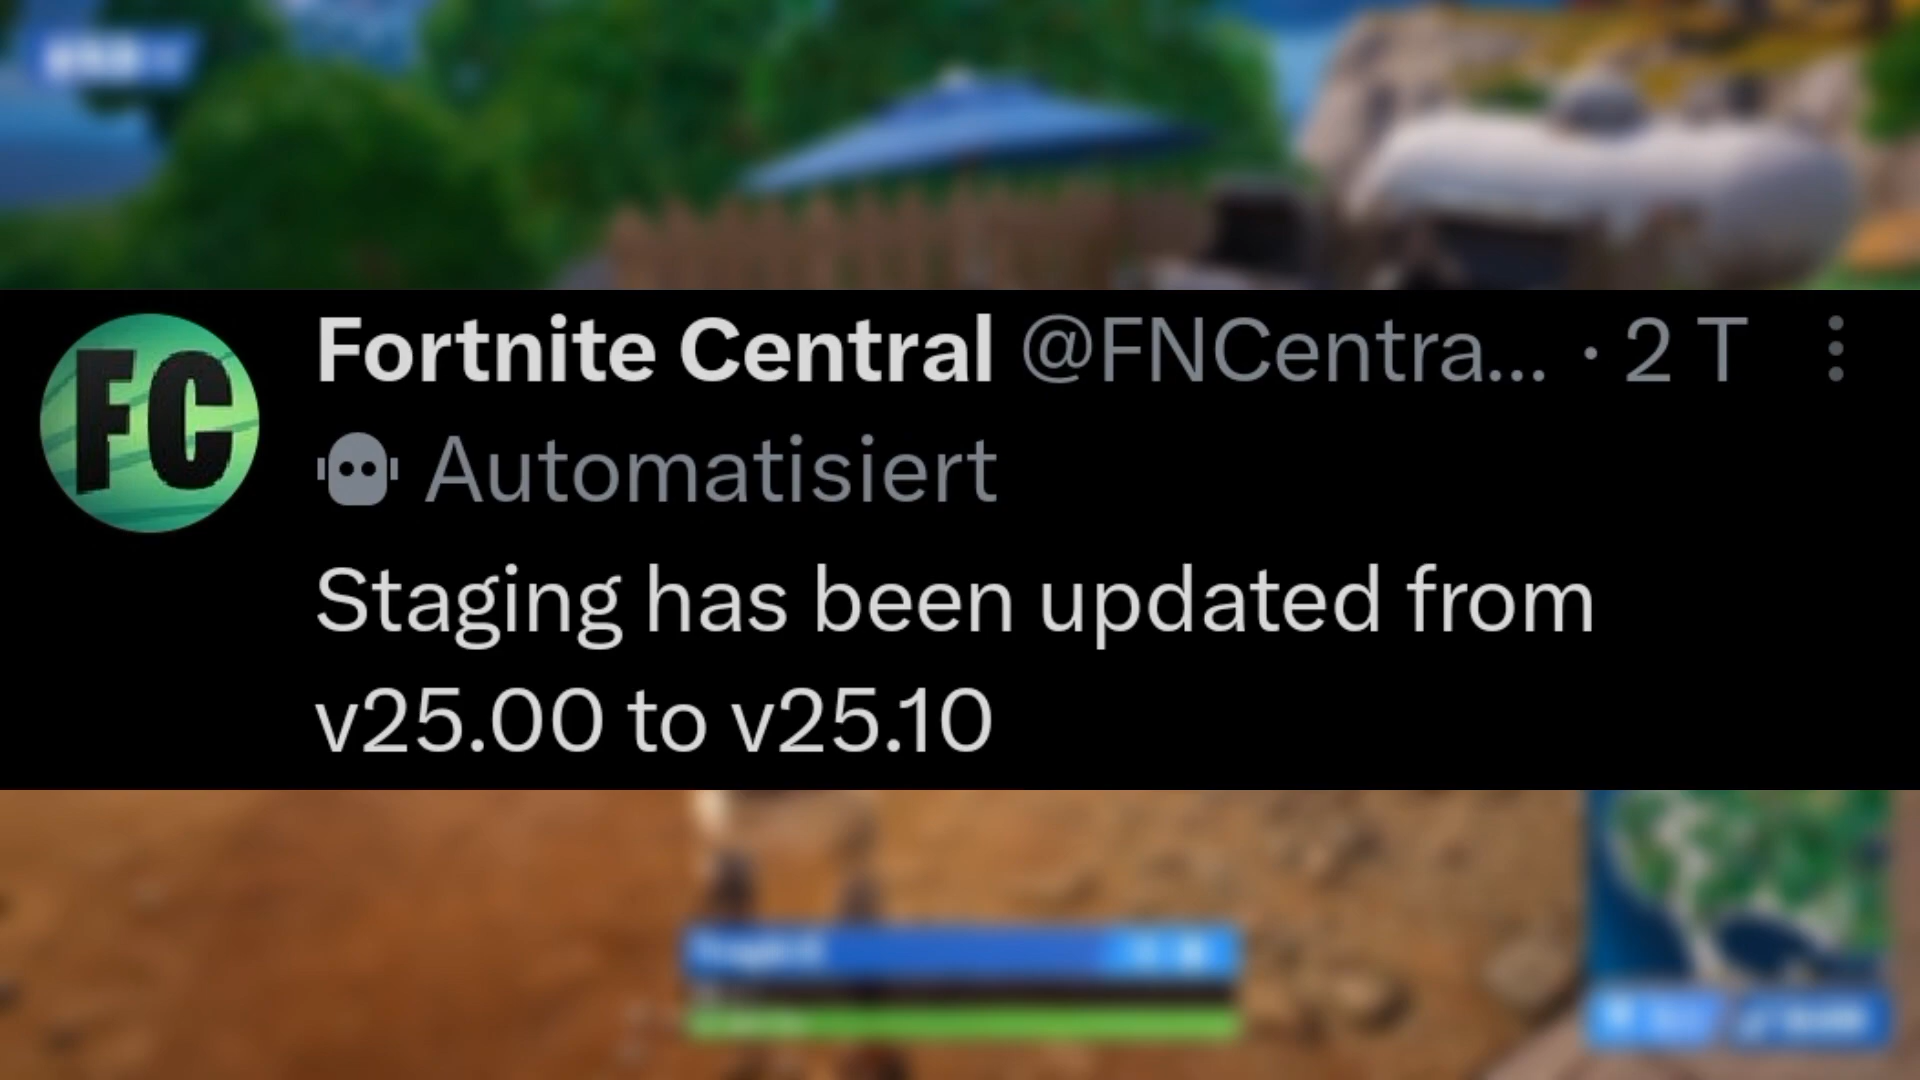 FC
Fortnite Central @FNCentra... · 2 T
Automatisiert
Staging has been updated from
v25.00 to v25.10